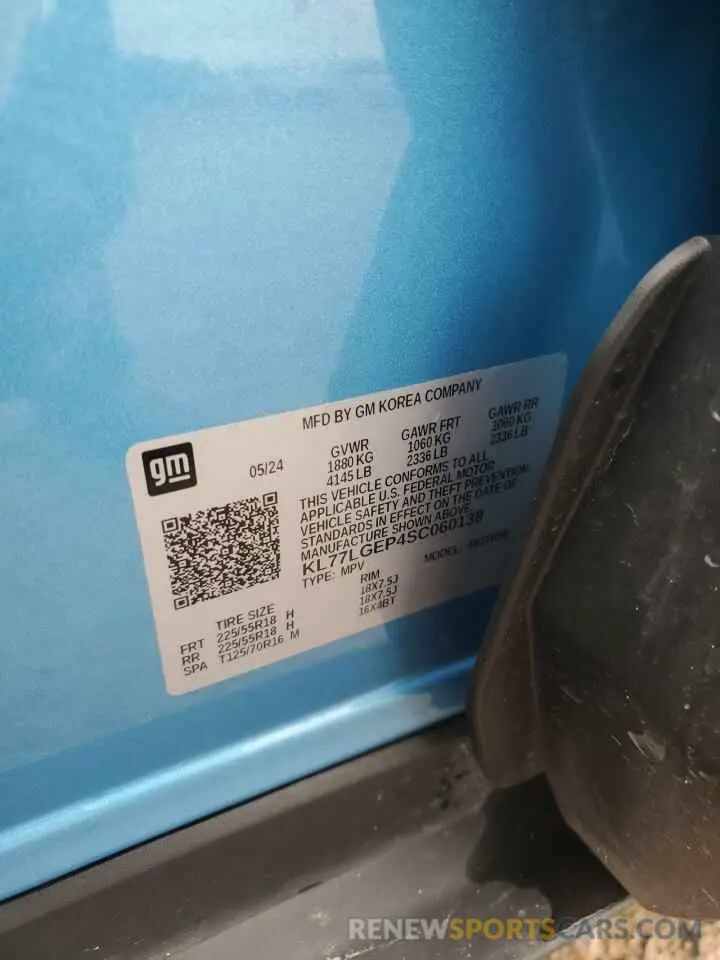 MFD BY GM KOREA COMPANY
gm
05/24
GVWR
1880 KG
4145 LB
GAWR FRT
1060 KG
2336 LB
GAWR RR
1060 KG
2336 LB
THIS VEHICLE CONFORMS TO ALL
APPLICABLE U.S. FEDERAL MOTOR
VEHICLE SAFETY AND THEFT PREVENTION
STANDARDS IN EFFECT ON THE DATE OF
MANUFACTURE SHOWN ABOVE.
KL77LGEP4SC060138
TYPE: MPV
MODEL:
TIRE SIZE
RIM
FRT 225/55R18 H 18X7.5J
RR 225/55R18 H 18X7.5J
SPA T125/70R16 M 16X4BT
RENEWSPORTSCARS.COM